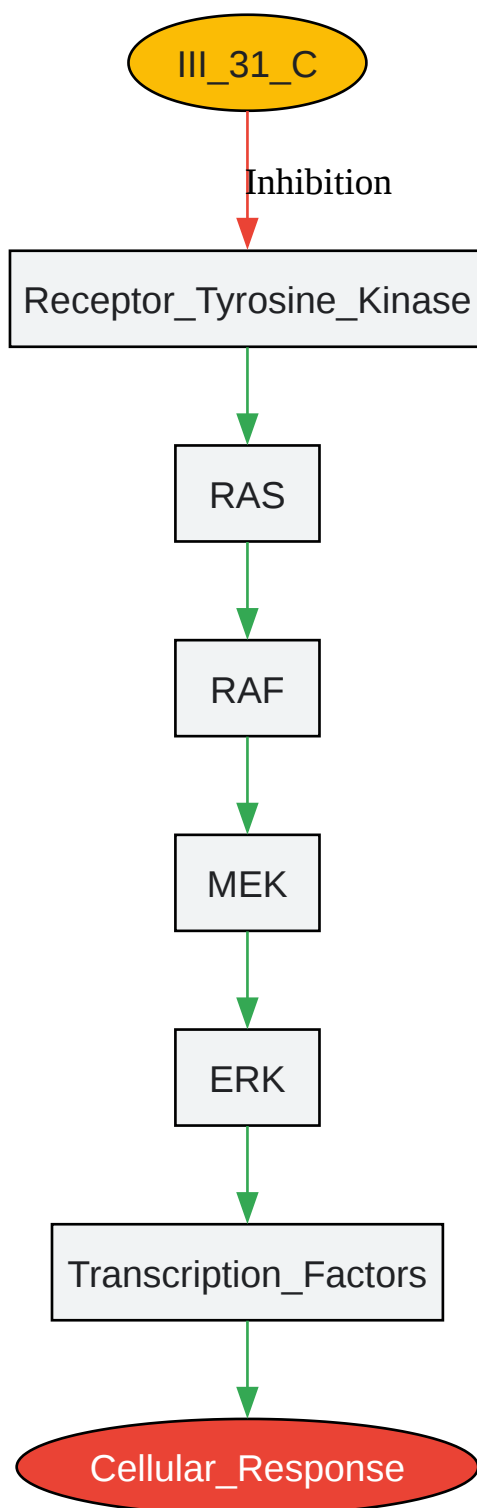 III_31_C
Inhibition
Receptor_Tyrosine_Kinase
RAS
RAF
MEK
ERK
Transcription_Factors
Cellular_Response